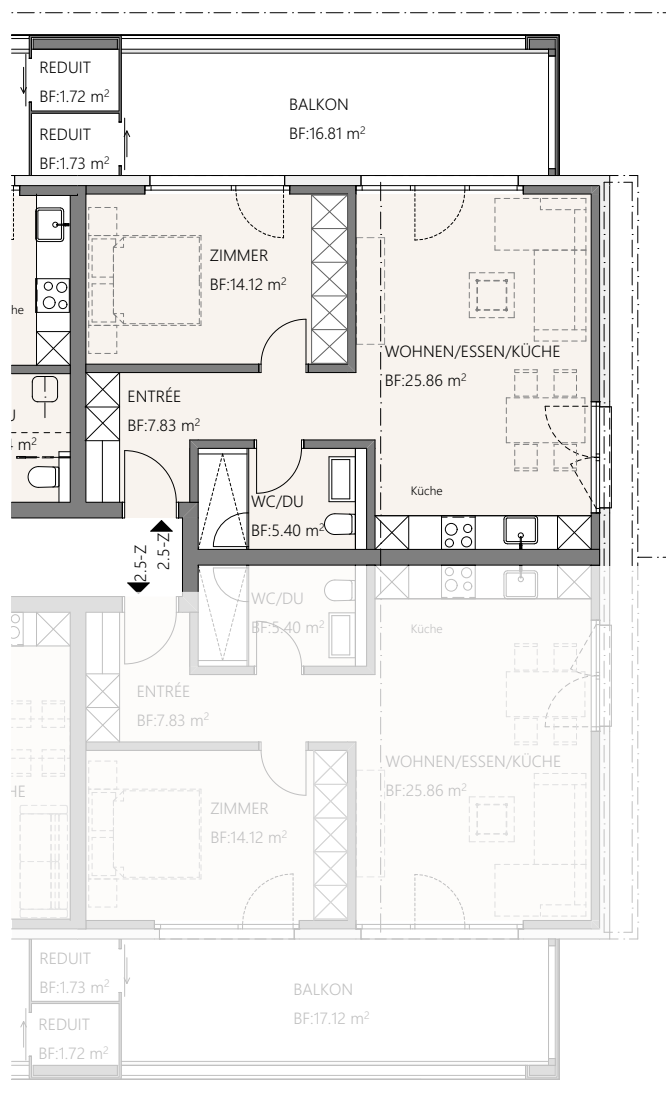 REDUIT
BF:1.72 m²
REDUIT
BF:1.73 m²
BALKON
BF:16.81 m²
ZIMMER
BF:14.12 m²
he
WOHNEN/ESSEN/KÜCHE
BF:25.86 m²
ENTRÉE
BF:7.83 m²
U
m²
Küche
WC/DU
BF:5.40 m²
2.5-Z
2.5-Z
WC/DU
BF:5.40 m²
Küche
ENTRÉE
BF:7.83 m²
WOHNEN/ESSEN/KÜCHE
BF:25.86 m²
HE
ZIMMER
BF:14.12 m²
REDUIT
BF:1.73 m²
BALKON
BF:17.12 m²
REDUIT
BF:1.72 m²